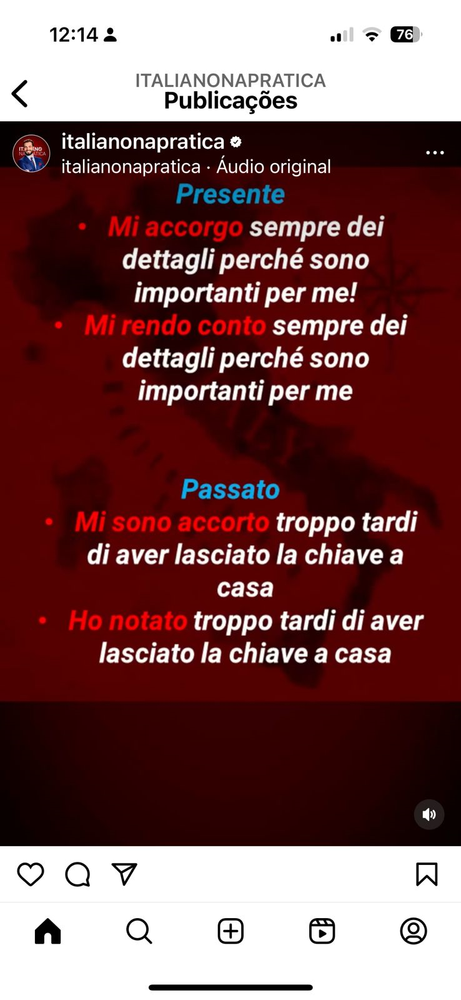 12:14
76
ITALIANONAPRATICA
Publicações
italianonapratica
italianonapratica · Áudio original
Presente
• Mi accorgo sempre dei
dettagli perché sono
importanti per me!
• Mi rendo conto sempre dei
dettagli perché sono
importanti per me
Passato
• Mi sono accorto troppo tardi
di aver lasciato la chiave a
casa
• Ho notato troppo tardi di aver
lasciato la chiave a casa